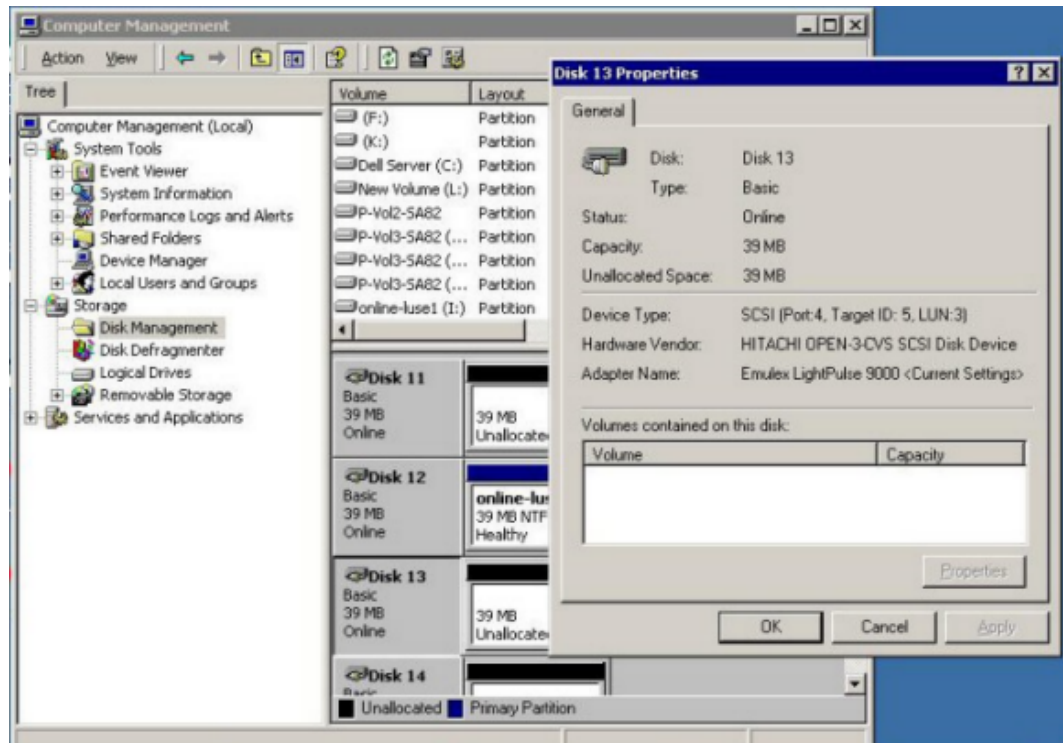 Computer Management
Action View
Tree
Computer Management (Local)
System Tools
Event Viewer
System Information
Performance Logs and Alerts
Shared Folders
Device Manager
Local Users and Groups
Storage
Disk Management
Disk Defragmenter
Logical Drives
Removable Storage
Services and Applications
Volume Layout
(F:) Partition
(K:) Partition
Dell Server (C:) Partition
New Volume (L:) Partition
P-Vol2-SA82 Partition
P-Vol3-SA82 (... Partition
P-Vol3-SA82 (... Partition
P-Vol3-SA82 (... Partition
online-luse1 (I:) Partition
Disk 11
Basic
39 MB
Online
39 MB
Unallocate
Disk 12
Basic
39 MB
Online
online-lus
39 MB NTF
Healthy
Disk 13
Basic
39 MB
Online
39 MB
Unallocate
Disk 14
Basic
Unallocated Primary Partition
Disk 13 Properties
General
Disk: Disk 13
Type: Basic
Status: Online
Capacity: 39 MB
Unallocated Space: 39 MB
Device Type: SCSI (Port:4, Target ID: 5, LUN:3)
Hardware Vendor: HITACHI OPEN-3-CVS SCSI Disk Device
Adapter Name: Emulex LightPulse 9000 <Current Settings>
Volumes contained on this disk:
Volume Capacity
Properties
OK Cancel Apply